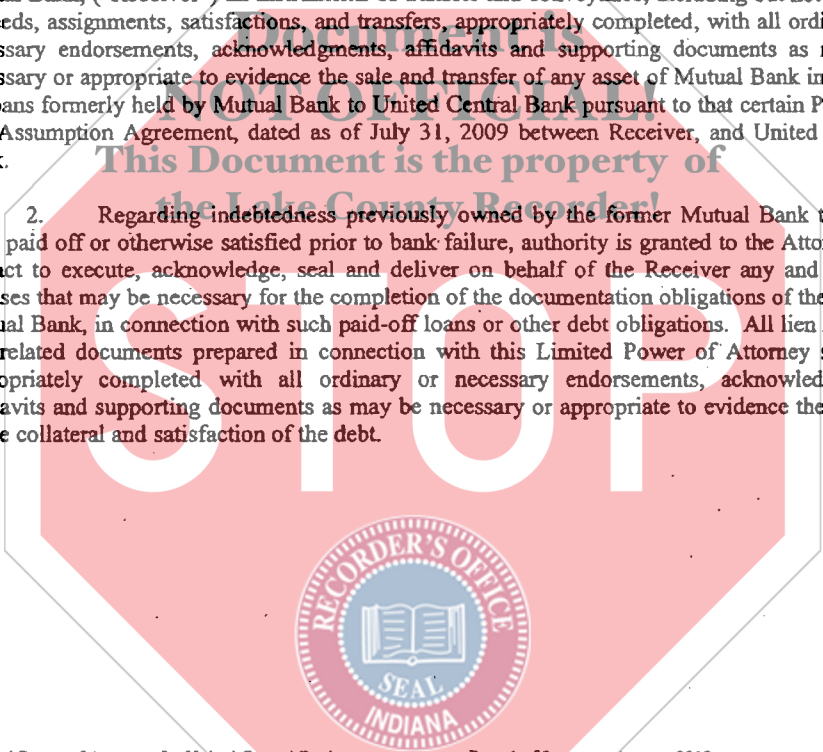 eds, assignments, satisfactions, and transfers, appropriately completed, with all ordi
ssary endorsements, acknowledgments, affidavits and supporting documents as
ssary or appropriate to evidence the sale and transfer of any asset of Mutual Bank in
ans formerly held by Mutual Bank to United Central Bank pursuant to that certain P
Assumption Agreement, dated as of July 31, 2009 between Receiver, and United
2. Regarding indebtedness previously owned by the former Mutual Bank t
paid off or otherwise satisfied prior to bank failure, authority is granted to the Atto
ct to execute, acknowledge, seal and deliver on behalf of the Receiver any and
ses that may be necessary for the completion of the documentation obligations of the
ual Bank, in connection with such paid-off loans or other debt obligations. All lien
related documents prepared in connection with this Limited Power of Attorney s
opriately completed with all ordinary or necessary endorsements, acknowled
avits and supporting documents as may be necessary or appropriate to evidence the
e collateral and satisfaction of the debt.
Document is
NOT OFFICIAL!
This Document is the property of
the Lake County Recorder!
STOP
RECORDER'S OFFICE
SEAL
INDIANA